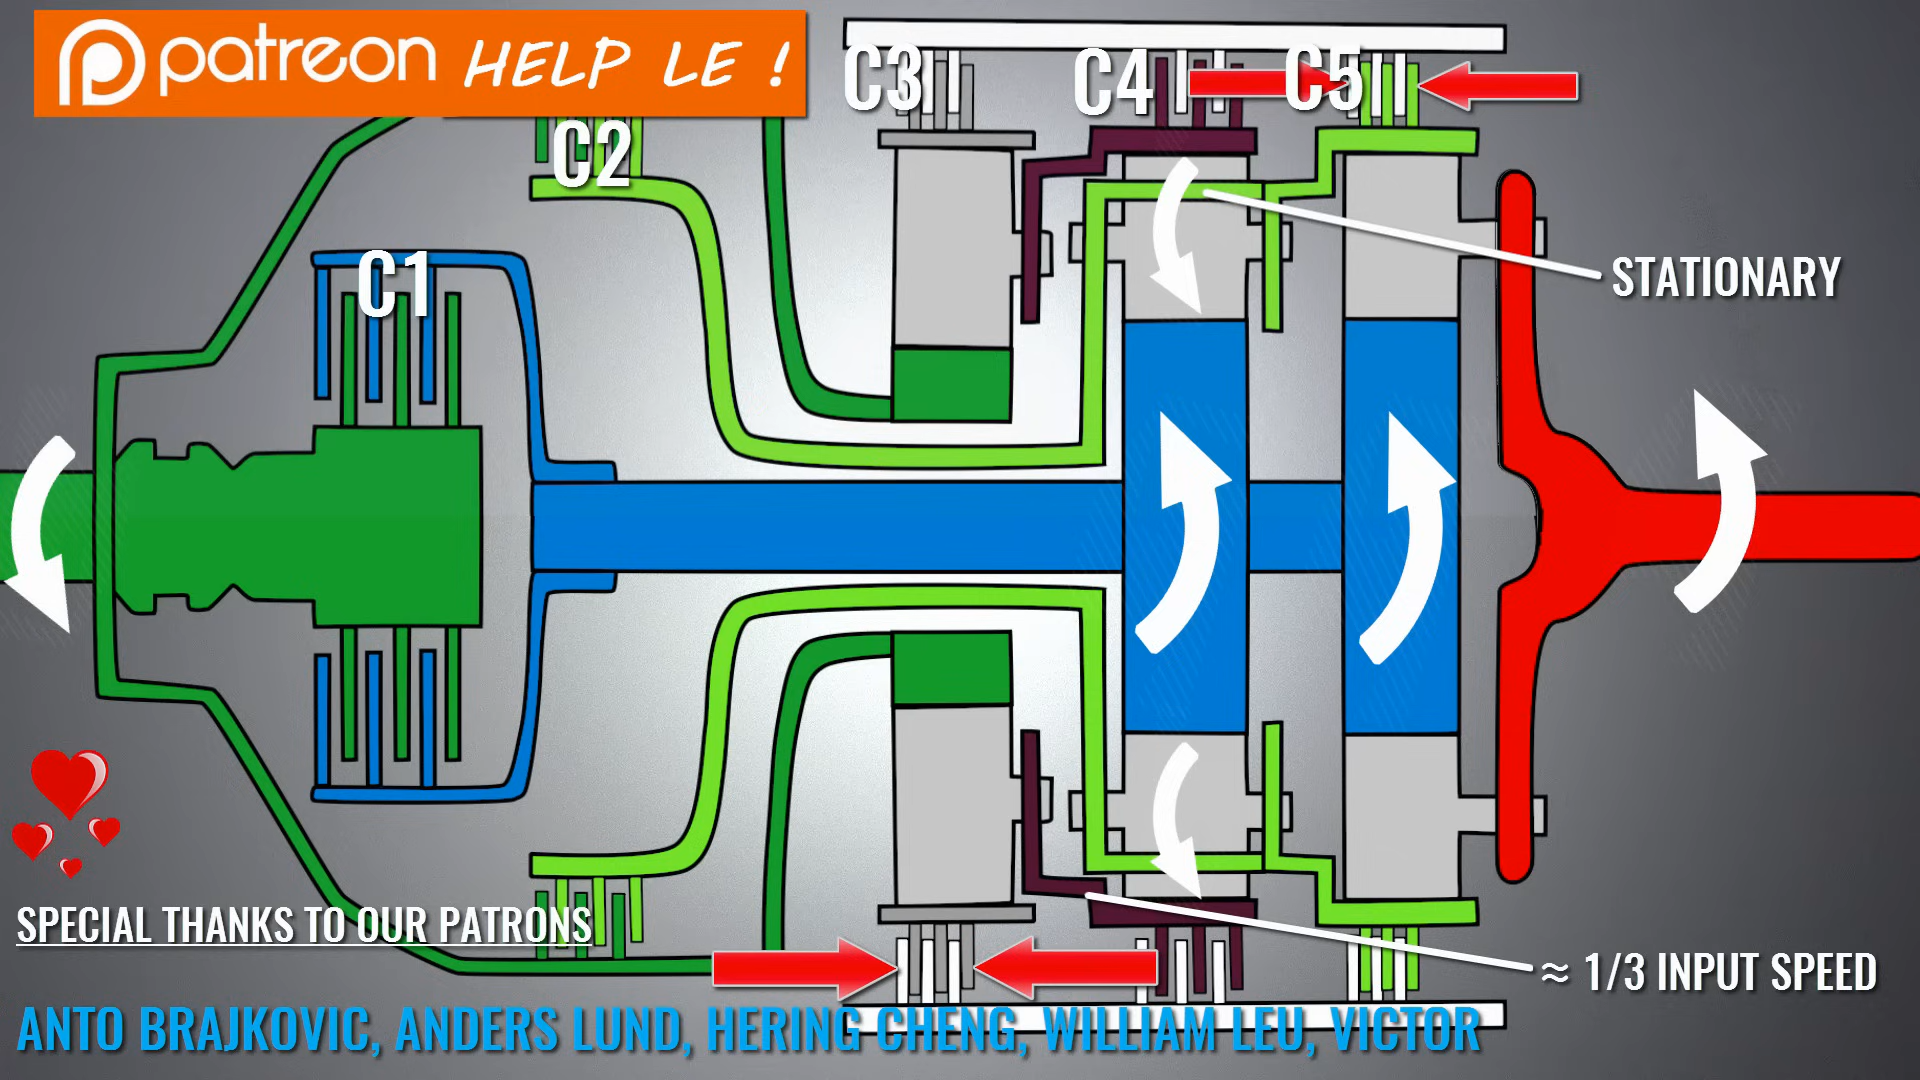 patreon HELP LE !
C3
C4
C5
C2
C1
STATIONARY
SPECIAL THANKS TO OUR PATRONS
≈ 1/3 INPUT SPEED
ANTO BRAJKOVIC, ANDERS LUND, HERING CHENG, WILLIAM LEU, VICTOR